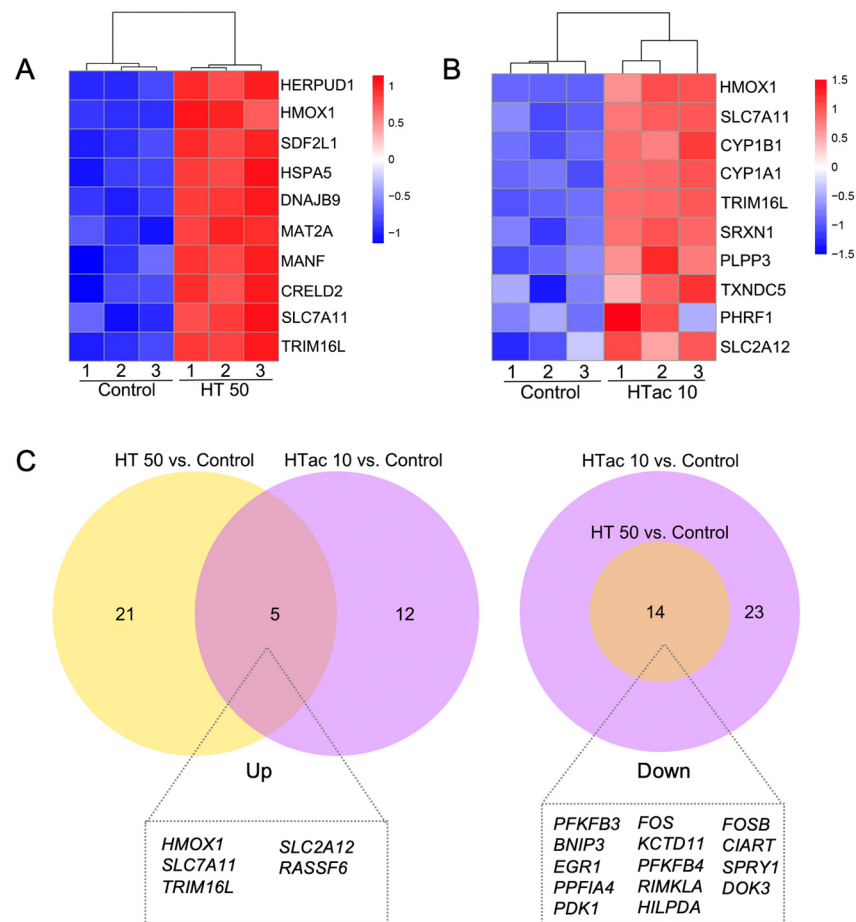 A
HERPUD1
HMOX1
SDF2L1
HSPA5
DNAJB9
MAT2A
MANF
CRELD2
SLC7A11
TRIM16L
1
0.5
0
−0.5
−1
1 2 3 1 2 3
Control HT 50
B
HMOX1
SLC7A11
CYP1B1
CYP1A1
TRIM16L
SRXN1
PLPP3
TXNDC5
PHRF1
SLC2A12
1.5
1
0.5
0
−0.5
−1
−1.5
1 2 3 1 2 3
Control HTac 10
C
HT 50 vs. Control HTac 10 vs. Control
21 5 12
Up
HMOX1 SLC2A12
SLC7A11 RASSF6
TRIM16L
HTac 10 vs. Control
HT 50 vs. Control
14 23
Down
PFKFB3 FOS FOSB
BNIP3 KCTD11 CIART
EGR1 PFKFB4 SPRY1
PPFIA4 RIMKLA DOK3
PDK1 HILPDA